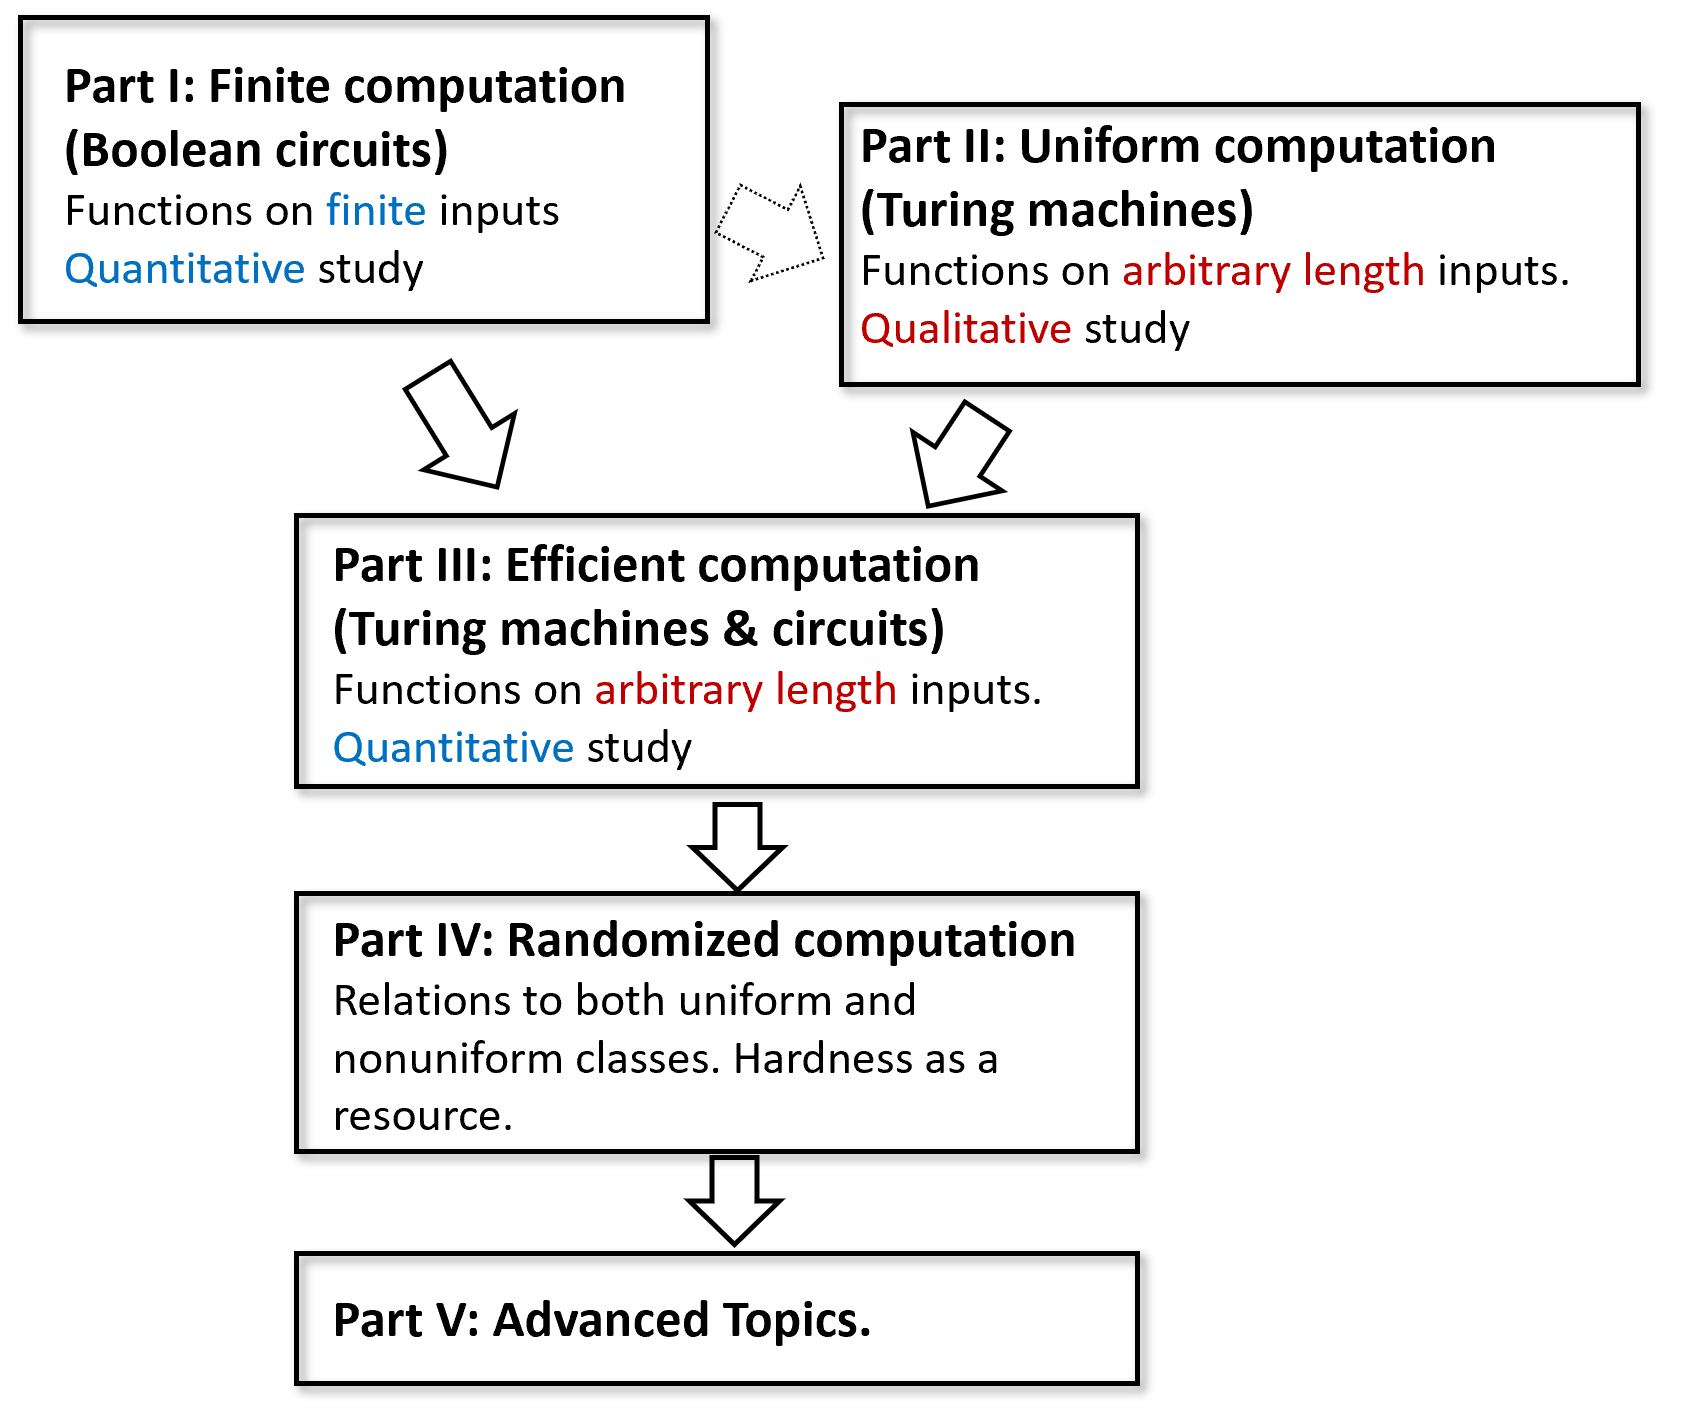 Part I: Finite computation
(Boolean circuits)
Functions on finite inputs
Quantitative study
Part II: Uniform computation
(Turing machines)
Functions on arbitrary length inputs.
Qualitative study
Part III: Efficient computation
(Turing machines & circuits)
Functions on arbitrary length inputs.
Quantitative study
Part IV: Randomized computation
Relations to both uniform and
nonuniform classes. Hardness as a
resource.
Part V: Advanced Topics.